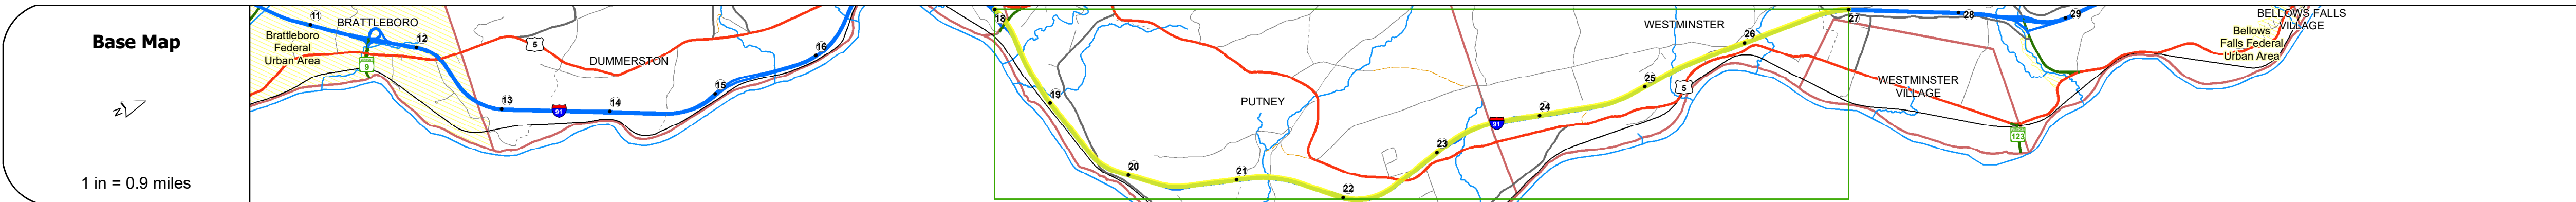 Base Map
1 in = 0.9 miles
N
11
BRATTLEBORO
Brattleboro
Federal
Urban Area
12
9
5
DUMMERSTON
13
91
14
15
16
18
19
20
PUTNEY
21
22
23
91
24
25
WESTMINSTER
26
5
27
28
29
WESTMINSTER
VILLAGE
123
BELLOWS FALLS
VILLAGE
Bellows
Falls Federal
Urban Area